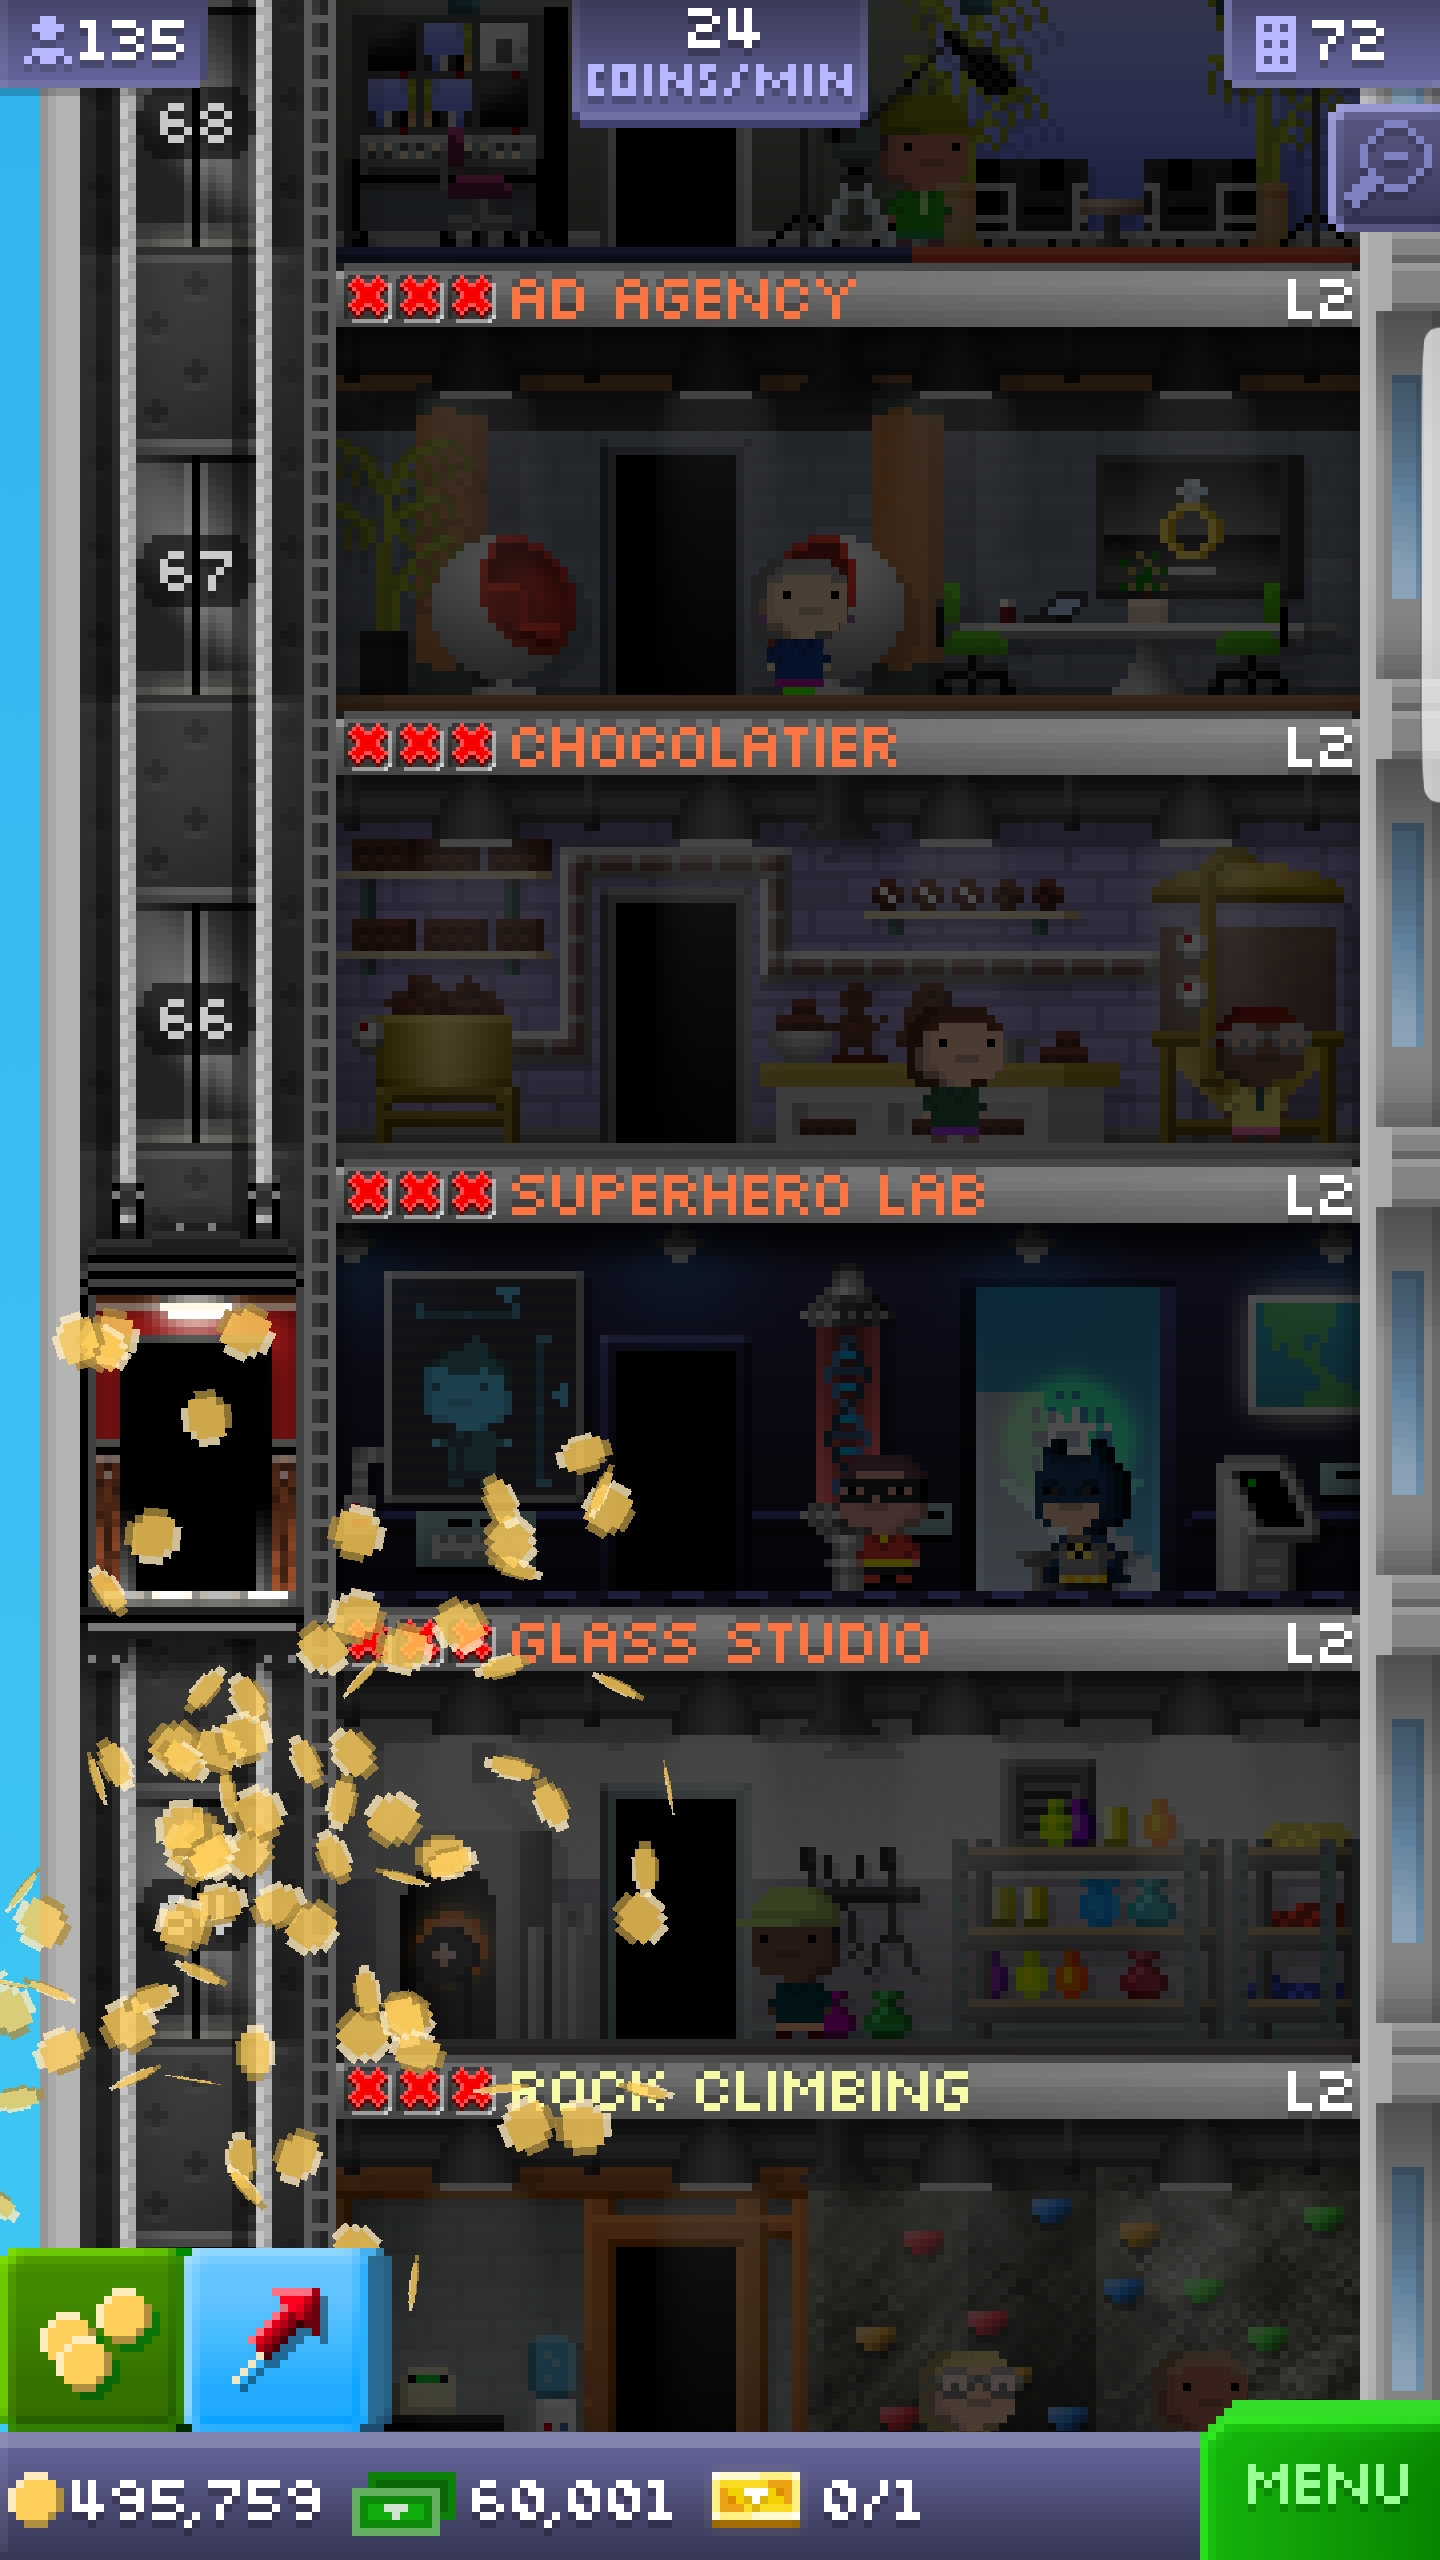 135
24
COINS/MIN
72
68
AD AGENCY L2
67
CHOCOLATIER L2
66
SUPERHERO LAB L2
GLASS STUDIO L2
ROCK CLIMBING L2
495,759 60,001 0/1
MENU